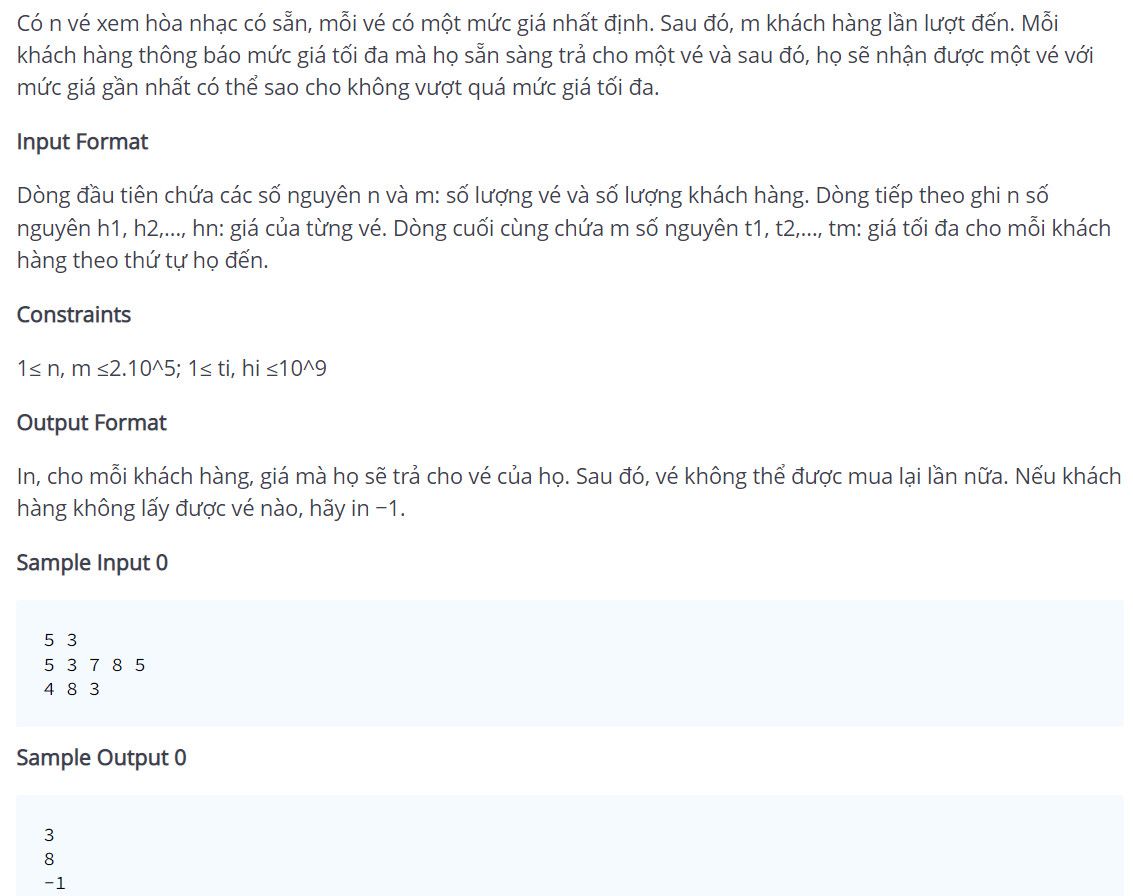 Có n vé xem hòa nhạc có sẵn, mỗi vé có một mức giá nhất định. Sau đó, m khách hàng lần lượt đến. Mỗi
khách hàng thông báo mức giá tối đa mà họ sẵn sàng trả cho một vé và sau đó, họ sẽ nhận được một vé với
mức giá gần nhất có thể sao cho không vượt quá mức giá tối đa.
Input Format
Dòng đầu tiên chứa các số nguyên n và m: số lượng vé và số lượng khách hàng. Dòng tiếp theo ghi n số
nguyên h1, h2,..., hn: giá của từng vé. Dòng cuối cùng chứa m số nguyên t1, t2,..., tm: giá tối đa cho mỗi khách
hàng theo thứ tự họ đến.
Constraints
1≤ n, m ≤2.10^5; 1≤ ti, hi ≤10^9
Output Format
In, cho mỗi khách hàng, giá mà họ sẽ trả cho vé của họ. Sau đó, vé không thể được mua lại lần nữa. Nếu khách
hàng không lấy được vé nào, hãy in −1.
Sample Input 0
5 3
5 3 7 8 5
4 8 3
Sample Output 0
3
8
-1